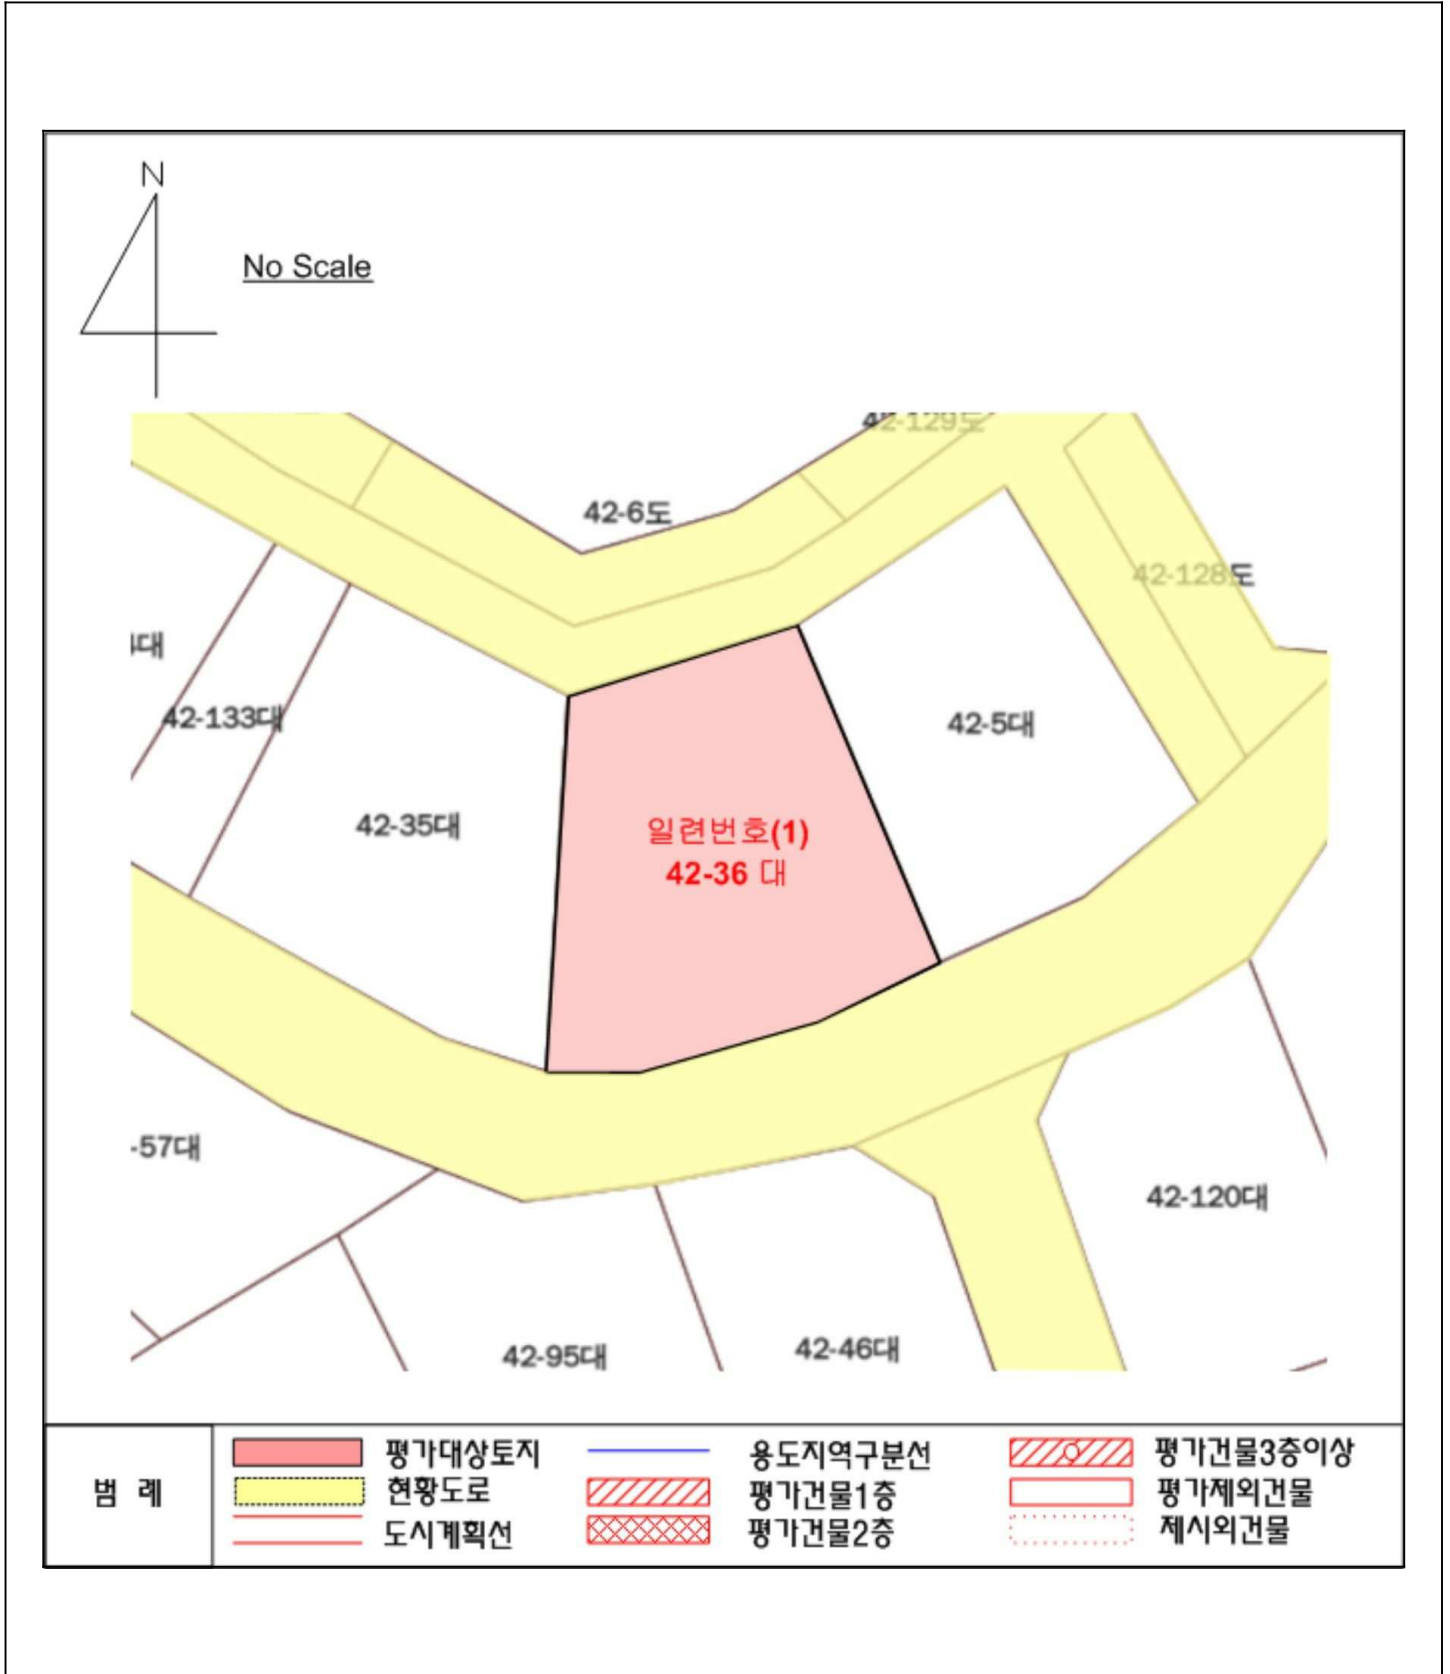 N
No Scale
42-129도
42-6도
42-128도
대
42-133대
42-5대
42-35대
일련번호(1)
42-36 대
-57대
42-120대
42-95대
42-46대
범 례
평가대상토지
용도지역구분선
평가건물3층이상
현황도로
평가건물1층
평가제외건물
도시계획선
평가건물2층
제시외건물